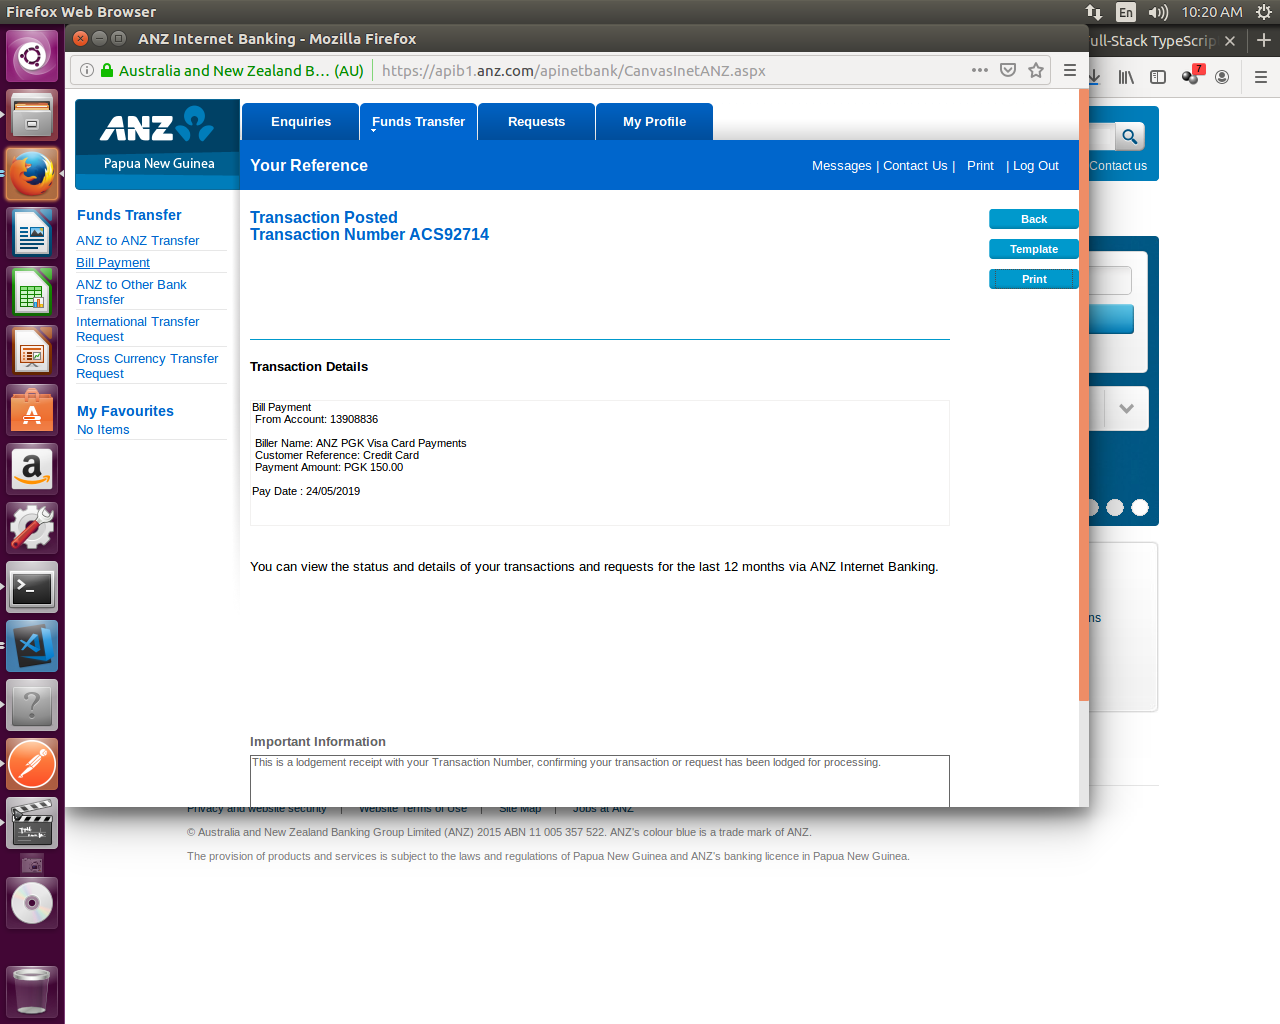 Firefox Web Browser
En
10:20 AM
ANZ Internet Banking - Mozilla Firefox
Full-Stack TypeScrip
Australia and New Zealand B… (AU)
https://apib1.anz.com/apinetbank/CanvasInetANZ.aspx
7
ANZ
Papua New Guinea
Enquiries
Funds Transfer
Requests
My Profile
Your Reference
Messages | Contact Us | Print | Log Out
Contact us
Funds Transfer
ANZ to ANZ Transfer
Bill Payment
ANZ to Other Bank
Transfer
International Transfer
Request
Cross Currency Transfer
Request
My Favourites
No Items
Transaction Posted
Transaction Number ACS92714
Back
Template
Print
Transaction Details
Bill Payment
From Account: 13908836
Biller Name: ANZ PGK Visa Card Payments
Customer Reference: Credit Card
Payment Amount: PGK 150.00
Pay Date : 24/05/2019
You can view the status and details of your transactions and requests for the last 12 months via ANZ Internet Banking.
Important Information
This is a lodgement receipt with your Transaction Number, confirming your transaction or request has been lodged for processing.
Privacy and website security | Website Terms of Use | Site Map | Jobs at ANZ
© Australia and New Zealand Banking Group Limited (ANZ) 2015 ABN 11 005 357 522. ANZ's colour blue is a trade mark of ANZ.
The provision of products and services is subject to the laws and regulations of Papua New Guinea and ANZ's banking licence in Papua New Guinea.